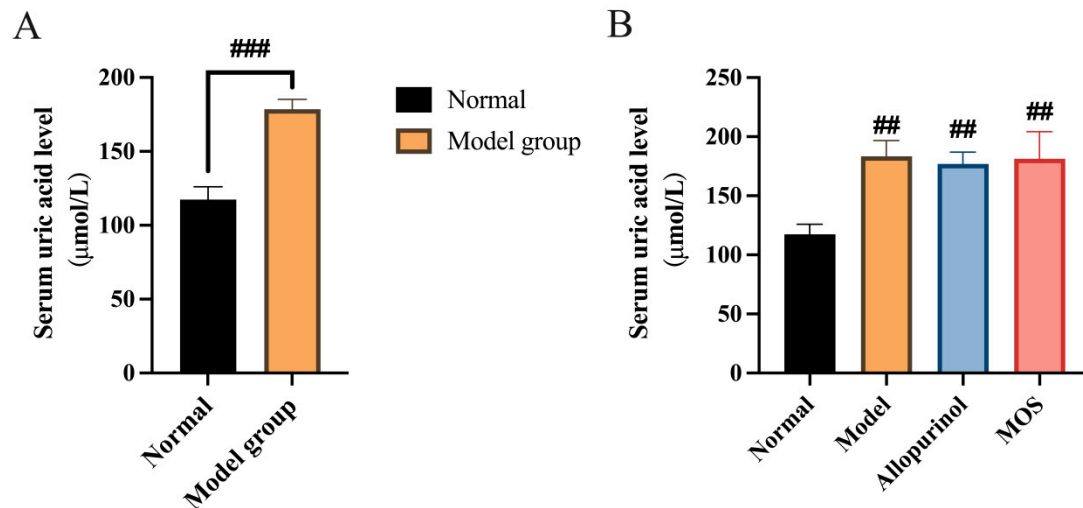 A
###
Serum uric acid level
(μmol/L)
200
150
100
50
0
Normal
Model group
Normal
Model group
B
Serum uric acid level
(μmol/L)
250
200
150
100
50
0
##
##
##
Normal
Model
Allopurinol
MOS